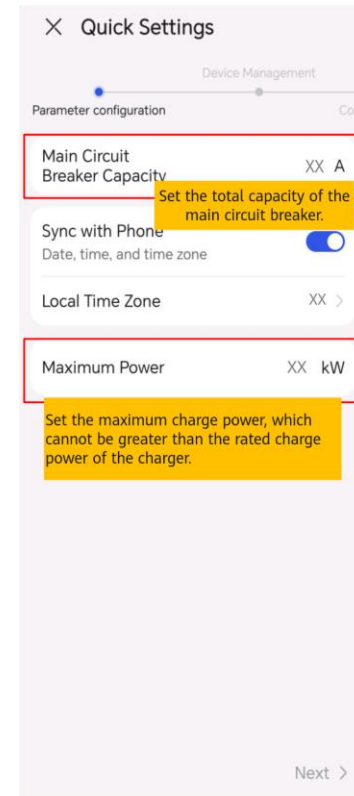 Quick Settings
Device Management
Parameter configuration
Co
Main Circuit
Breaker Capacity
XX A
Set the total capacity of the
main circuit breaker.
Sync with Phone
Date, time, and time zone
Local Time Zone
XX >
Maximum Power
XX kW
Set the maximum charge power, which
cannot be greater than the rated charge
power of the charger.
Next >